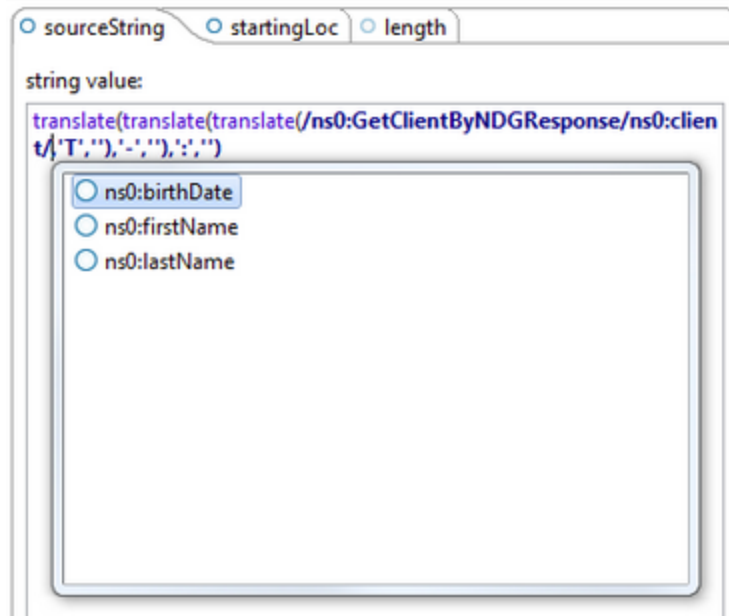 sourceString startingLoc length
string value:
translate(translate(translate(/ns0:GetClientByNDGResponse/ns0:clien
t/,'T',''),'-',''),':','')
ns0:birthDate
ns0:firstName
ns0:lastName